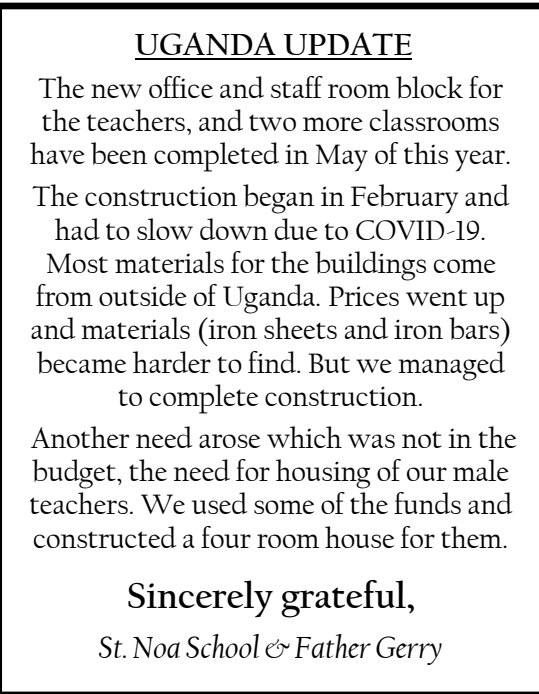 UGANDA UPDATE
The new office and staff room block for
the teachers, and two more classrooms
have been completed in May of this year.
The construction began in February and
had to slow down due to COVID-19.
Most materials for the buildings come
from outside of Uganda. Prices went up
and materials (iron sheets and iron bars)
became harder to find. But we managed
to complete construction.
Another need arose which was not in the
budget, the need for housing of our male
teachers. We used some of the funds and
constructed a four room house for them.
Sincerely grateful,
St. Noa School & Father Gerry